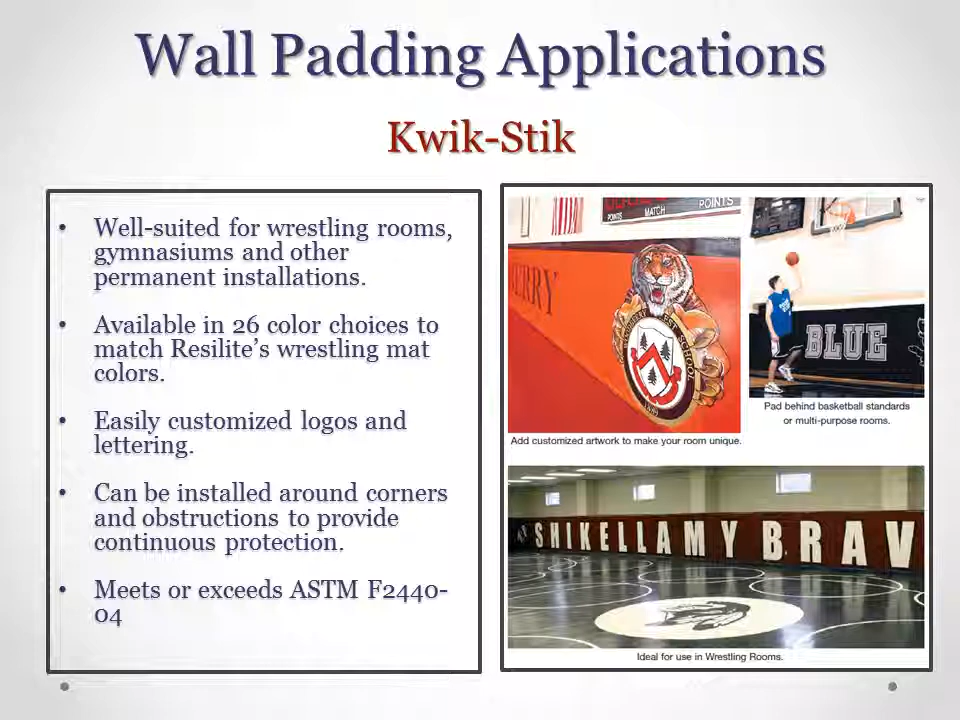 Wall Padding Applications
Kwik-Stik
• Well-suited for wrestling rooms,
gymnasiums and other
permanent installations.
• Available in 26 color choices to
match Resilite’s wrestling mat
colors.
• Easily customized logos and
lettering.
• Can be installed around corners
and obstructions to provide
continuous protection.
• Meets or exceeds ASTM F2440-
04
POINTS MATCH POINTS
ERRY
SCHOOL
BLUE
Pad behind basketball standards
or multi-purpose rooms.
Add customized artwork to make your room unique.
SHIKELLAMY BRAV
Ideal for use in Wrestling Rooms.